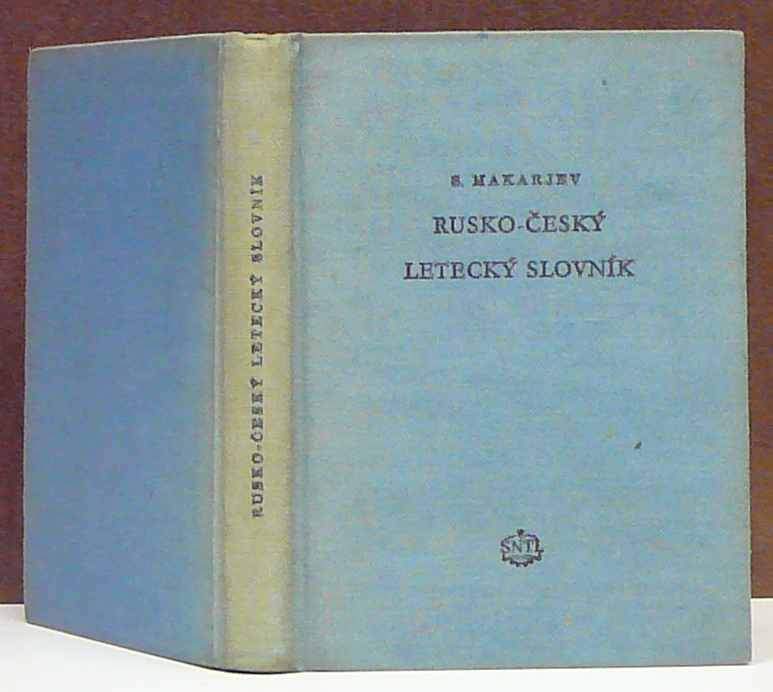 RUSKO-ČESKÝ LETECKÝ SLOVNÍK
S. MAKARJEV
RUSKO-ČESKÝ
LETECKÝ SLOVNÍK
SNTL